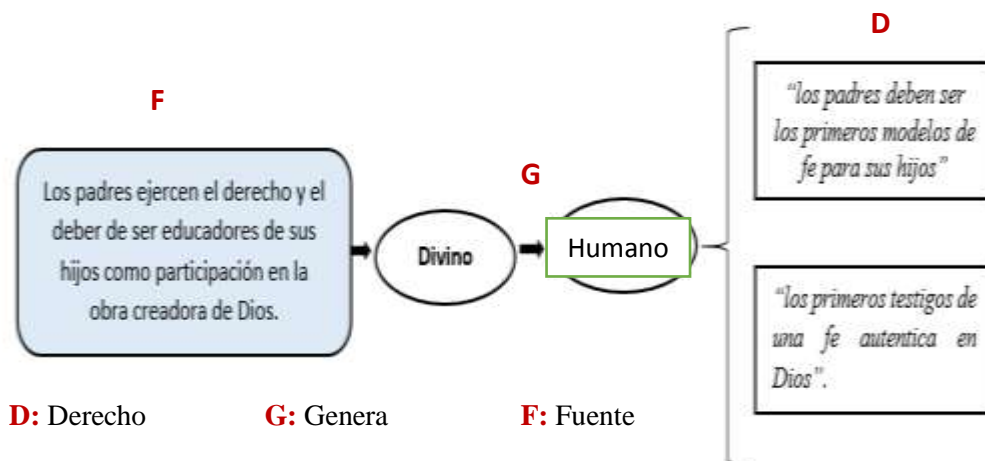 F
Los padres ejercen el derecho y el
deber de ser educadores de sus
hijos como participación en la
obra creadora de Dios.
Divino
G
Humano
D
“los padres deben ser
los primeros modelos de
fe para sus hijos”
“los primeros testigos de
una fe autentica en
Dios”.
D: Derecho G: Genera F: Fuente